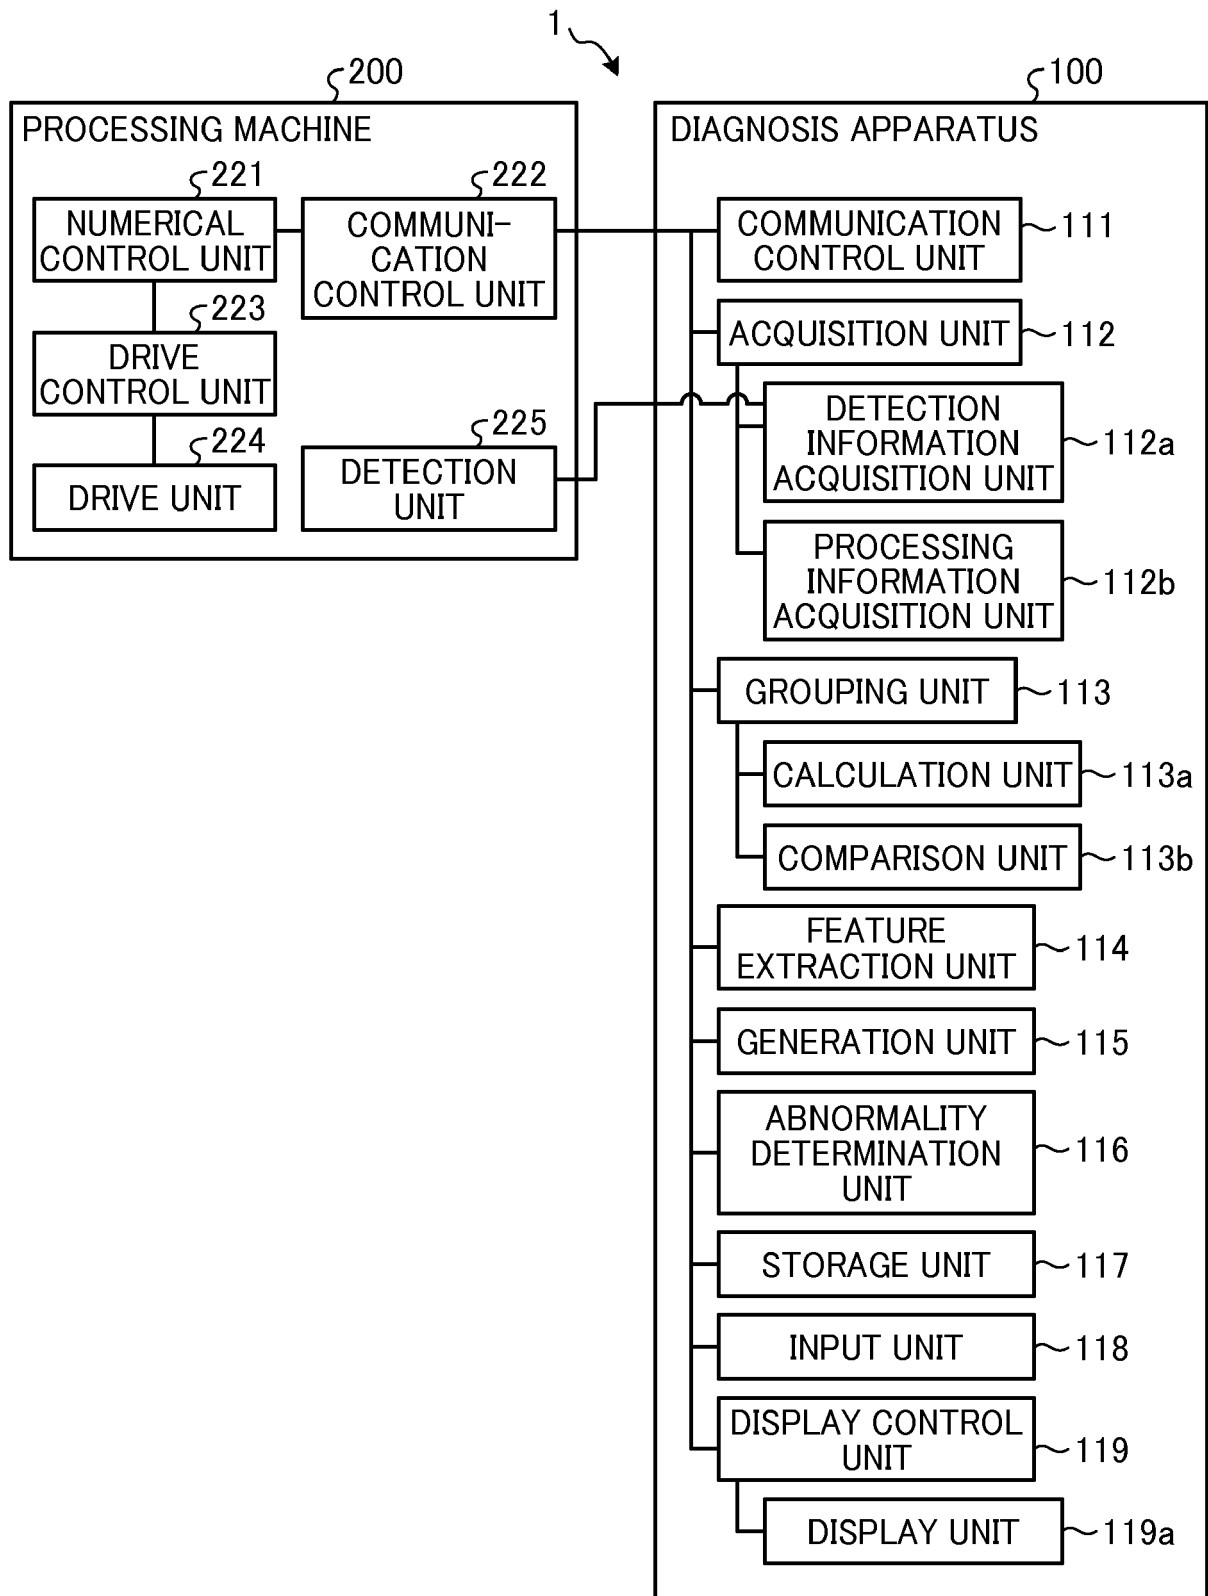 1
200
PROCESSING MACHINE
221
NUMERICAL
CONTROL UNIT
222
COMMUNI-
CATION
CONTROL UNIT
223
DRIVE
CONTROL UNIT
224
DRIVE UNIT
225
DETECTION
UNIT
100
DIAGNOSIS APPARATUS
COMMUNICATION
CONTROL UNIT
111
ACQUISITION UNIT
112
DETECTION
INFORMATION
ACQUISITION UNIT
112a
PROCESSING
INFORMATION
ACQUISITION UNIT
112b
GROUPING UNIT
113
CALCULATION UNIT
113a
COMPARISON UNIT
113b
FEATURE
EXTRACTION UNIT
114
GENERATION UNIT
115
ABNORMALITY
DETERMINATION
UNIT
116
STORAGE UNIT
117
INPUT UNIT
118
DISPLAY CONTROL
UNIT
119
DISPLAY UNIT
119a